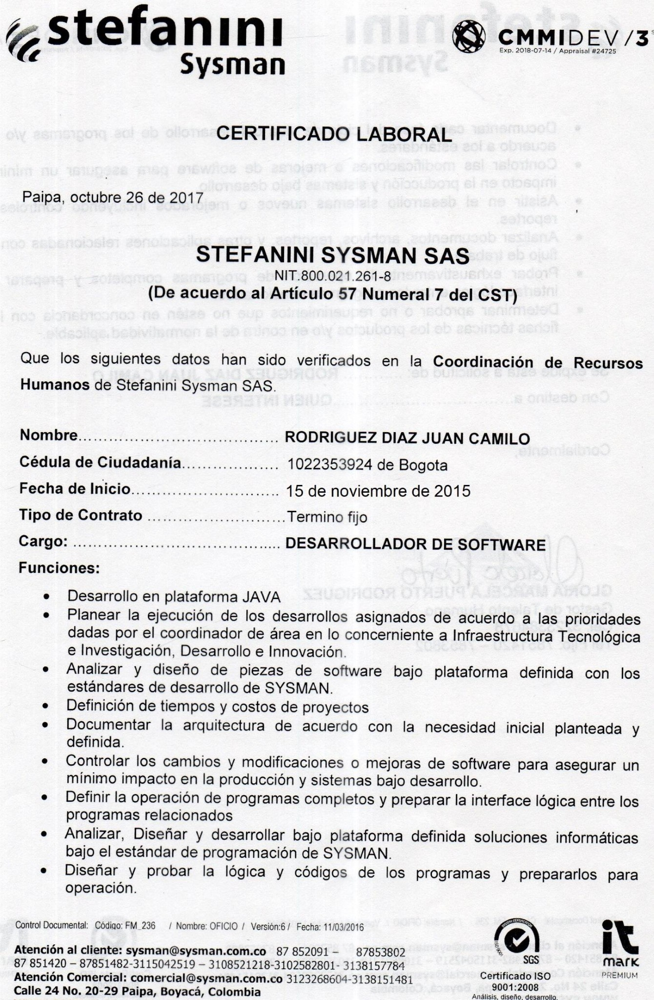 stefanini
Sysman
CMMIDEV/3
Exp. 2018-07-14 / Appraisal #24725
CERTIFICADO LABORAL
Paipa, octubre 26 de 2017
STEFANINI SYSMAN SAS
NIT.800.021.261-8
(De acuerdo al Artículo 57 Numeral 7 del CST)
Que los siguientes datos han sido verificados en la Coordinación de Recursos
Humanos de Stefanini Sysman SAS.
Nombre..................................... RODRIGUEZ DIAZ JUAN CAMILO
Cédula de Ciudadanía................... 1022353924 de Bogota
Fecha de Inicio............................ 15 de noviembre de 2015
Tipo de Contrato ..........................Termino fijo
Cargo: ...................................... DESARROLLADOR DE SOFTWARE
Funciones:
• Desarrollo en plataforma JAVA
• Planear la ejecución de los desarrollos asignados de acuerdo a las prioridades
dadas por el coordinador de área en lo concerniente a Infraestructura Tecnológica
e Investigación, Desarrollo e Innovación.
• Analizar y diseño de piezas de software bajo plataforma definida con los
estándares de desarrollo de SYSMAN.
• Definición de tiempos y costos de proyectos
• Documentar la arquitectura de acuerdo con la necesidad inicial planteada y
definida.
• Controlar los cambios y modificaciones o mejoras de software para asegurar un
mínimo impacto en la producción y sistemas bajo desarrollo.
• Definir la operación de programas completos y preparar la interface lógica entre los
programas relacionados
• Analizar, Diseñar y desarrollar bajo plataforma definida soluciones informáticas
bajo el estándar de programación de SYSMAN.
• Diseñar y probar la lógica y códigos de los programas y prepararlos para
operación.
Control Documental: Código: FM_236 / Nombre: OFICIO / Versión:6 / Fecha: 11/03/2016
Atención al cliente: sysman@sysman.com.co 87 852091 – 87853802
87 851420 – 87851482-3115042519 – 3108521218-3102582801- 3138157784
Atención Comercial: comercial@sysman.com.co 3123268604-3138151481
Calle 24 No. 20-29 Paipa, Boyacá, Colombia
SYSTEM CERTIFICATION
ISO 9001
SGS
Certificado ISO
9001:2008
Análisis, diseño, desarrollo.
it
mark
PREMIUM